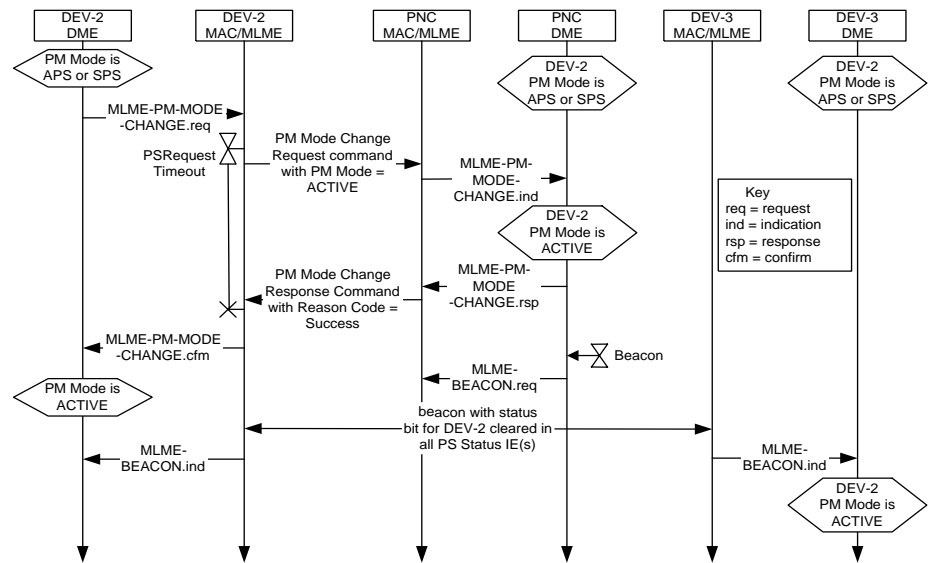 DEV-2
DME
DEV-2
MAC/MLME
PNC
MAC/MLME
PNC
DME
DEV-3
MAC/MLME
DEV-3
DME
PM Mode is
APS or SPS
DEV-2
PM Mode is
APS or SPS
DEV-2
PM Mode is
APS or SPS
MLME-PM-MODE
-CHANGE.req
PSRequest
Timeout
PM Mode Change
Request command
with PM Mode =
ACTIVE
MLME-PM-
MODE-
CHANGE.ind
Key
req = request
ind = indication
rsp = response
cfm = confirm
DEV-2
PM Mode is
ACTIVE
PM Mode Change
Response Command
with Reason Code =
Success
MLME-PM-
MODE
-CHANGE.rsp
MLME-PM-MODE
-CHANGE.cfm
Beacon
MLME-
BEACON.req
PM Mode is
ACTIVE
beacon with status
bit for DEV-2 cleared in
all PS Status IE(s)
MLME-
BEACON.ind
MLME-
BEACON.ind
DEV-2
PM Mode is
ACTIVE